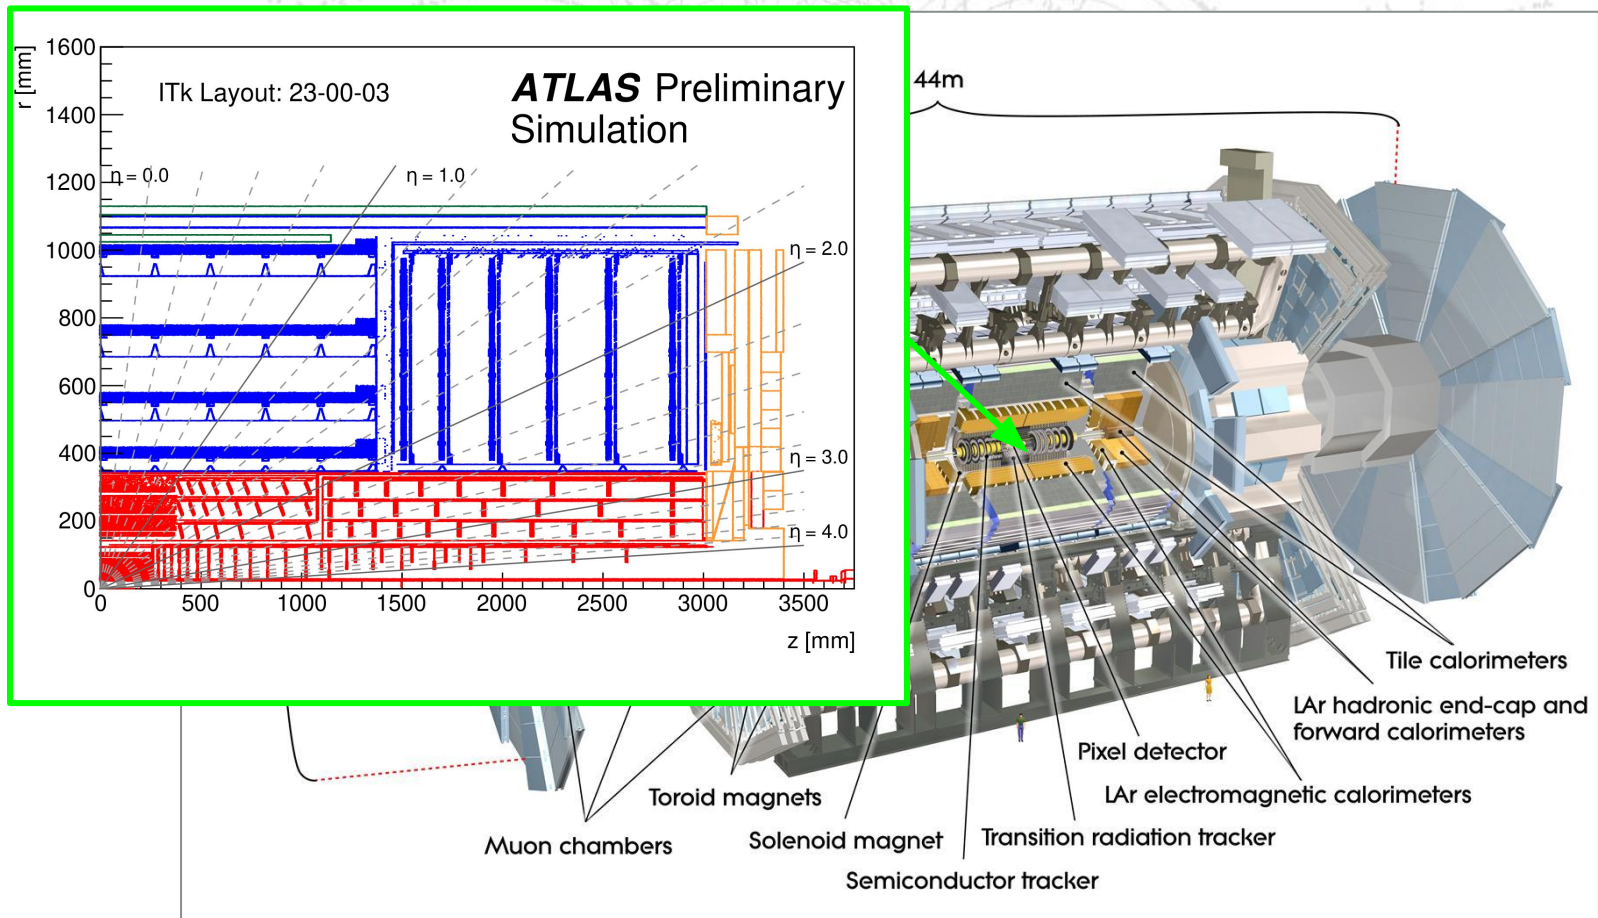 1600
r [mm]
ITk Layout: 23-00-03
ATLAS Preliminary
Simulation
1400
1200
η = 0.0
η = 1.0
1000
η = 2.0
800
600
400
η = 3.0
200
η = 4.0
0
0 500 1000 1500 2000 2500 3000 3500
z [mm]
44m
Tile calorimeters
LAr hadronic end-cap and
forward calorimeters
Pixel detector
LAr electromagnetic calorimeters
Toroid magnets
Solenoid magnet
Transition radiation tracker
Muon chambers
Semiconductor tracker